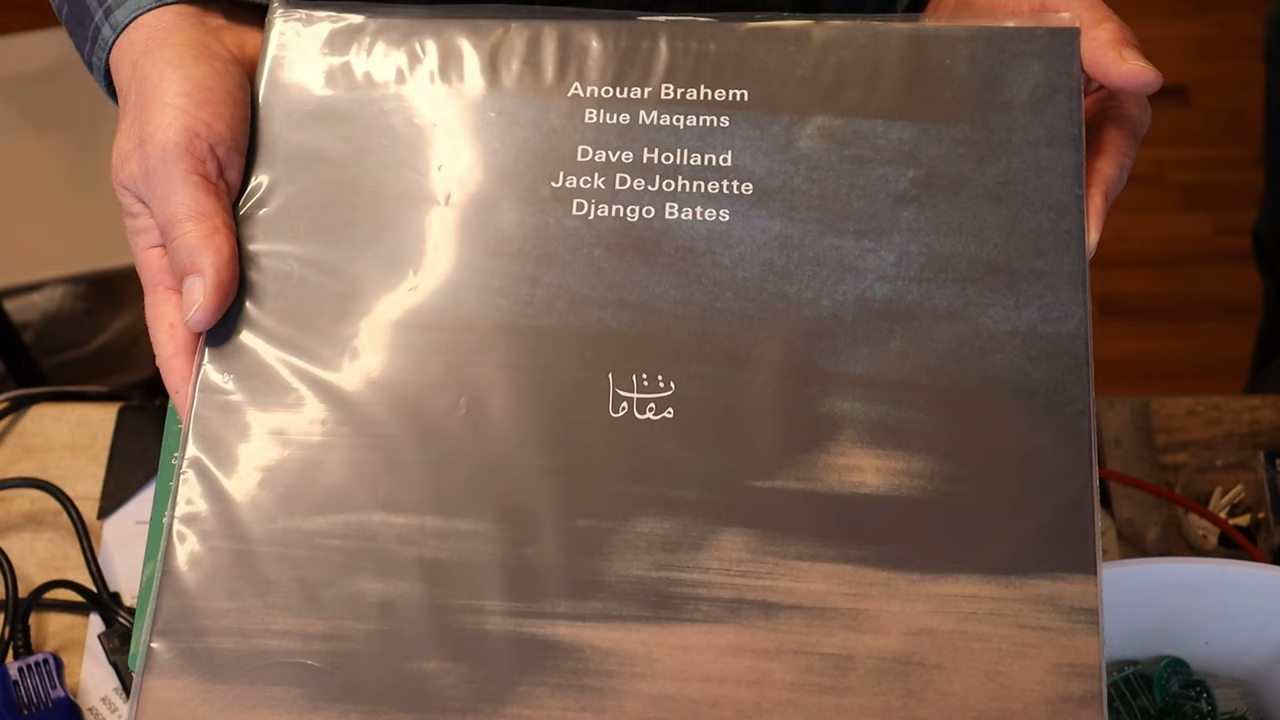 Anouar Brahem
Blue Maqams
Dave Holland
Jack DeJohnette
Django Bates
مقامات